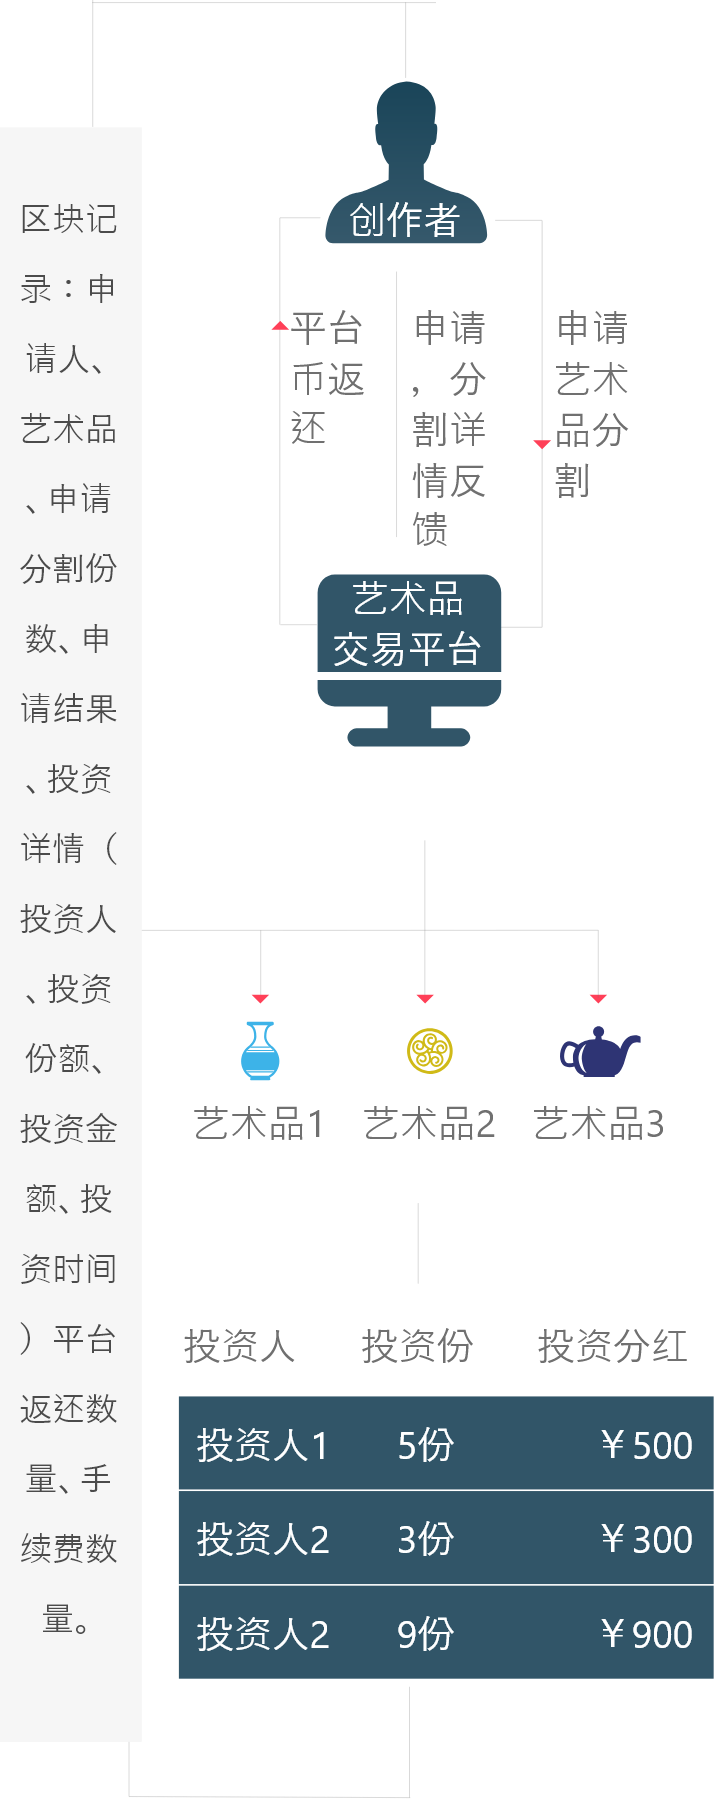 区块记
录：申
请人、
艺术品
、申请
分割份
数、申
请结果
、投资
详情（
投资人
、投资
份额、
投资金
额、投
资时间
）平台
返还数
量、手
续费数
量。
创作者
平台
币返
还
申请
，分
割详
情反
馈
申请
艺术
品分
割
艺术品
交易平台
艺术品1
艺术品2
艺术品3
投资人 投资份 投资分红
投资人1 5份 ￥500
投资人2 3份 ￥300
投资人2 9份 ￥900